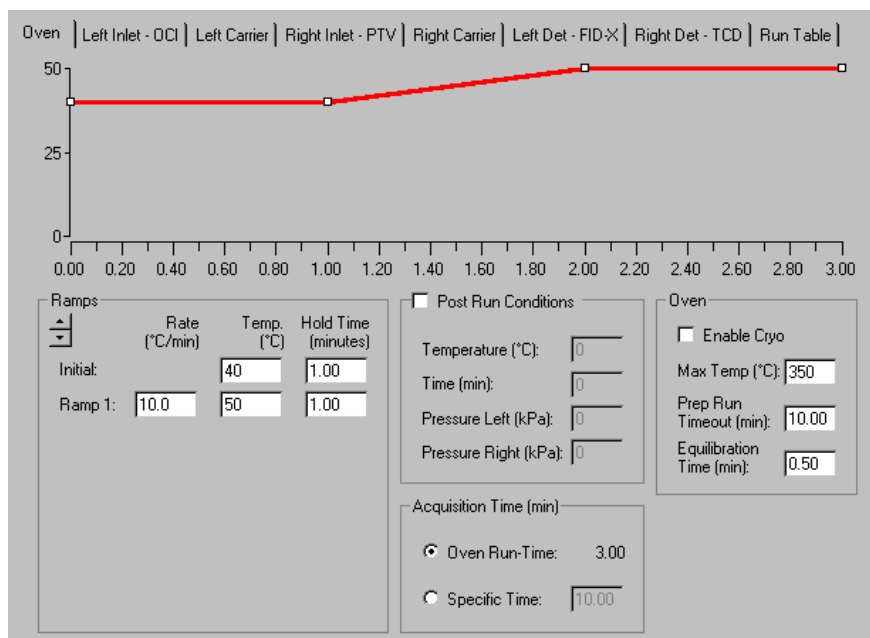 Oven Left Inlet - OCI Left Carrier Right Inlet - PTV Right Carrier Left Det - FID-X Right Det - TCD Run Table
50
25
0
0.00 0.20 0.40 0.60 0.80 1.00 1.20 1.40 1.60 1.80 2.00 2.20 2.40 2.60 2.80 3.00
Ramps
Rate Temp. Hold Time
(°C/min) (°C) (minutes)
Initial: 40 1.00
Ramp 1: 10.0 50 1.00
Post Run Conditions
Temperature (°C): 0
Time (min): 0
Pressure Left (kPa): 0
Pressure Right (kPa): 0
Acquisition Time (min)
Oven Run-Time: 3.00
Specific Time: 10.00
Oven
Enable Cryo
Max Temp (°C): 350
Prep Run
Timeout (min): 10.00
Equilibration
Time (min): 0.50